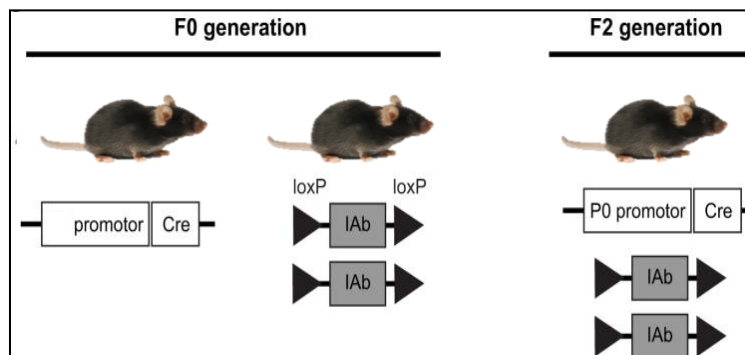 F0 generation
F2 generation
loxP loxP
promotor Cre
IAb
IAb
P0 promotor Cre
IAb
IAb